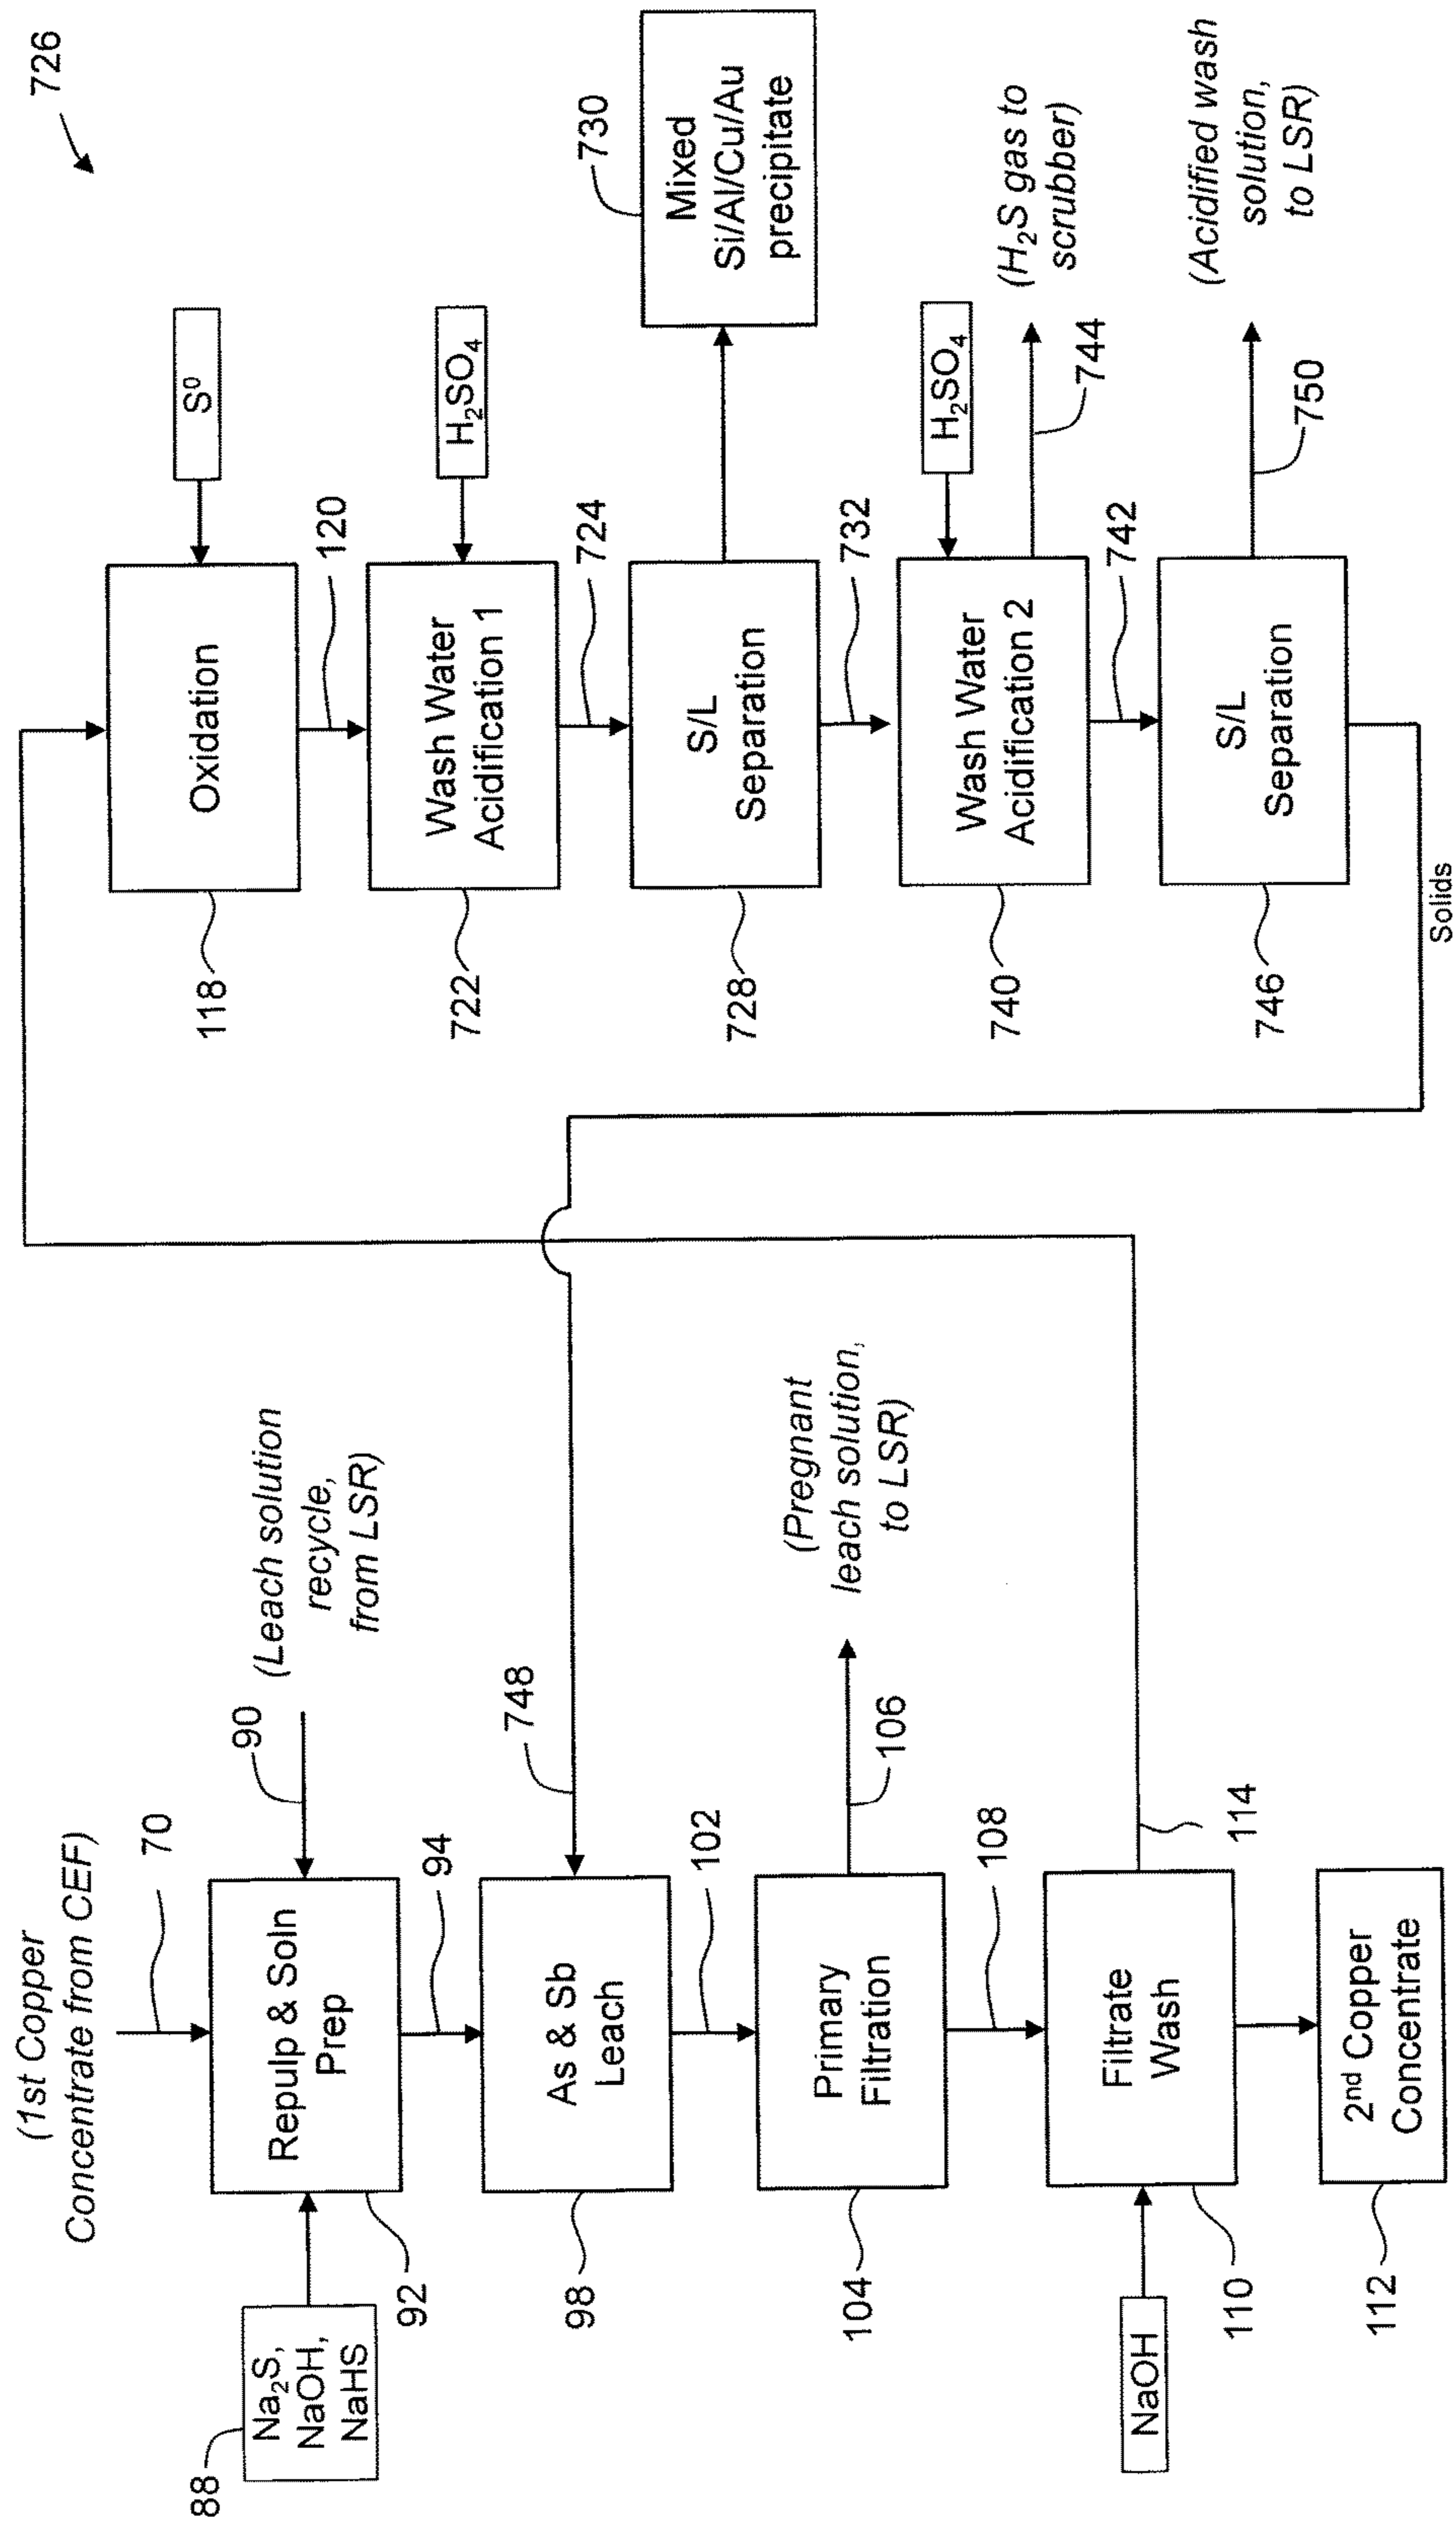 726
(1st Copper
Concentrate from CEF)
70
90
(Leach solution
recycle,
from LSR)
88
Na₂S,
NaOH,
NaHS
Repulp & Soln
Prep
92
94
As & Sb
Leach
98
748
102
Primary
Filtration
104
106
(Pregnant
leach solution,
to LSR)
108
NaOH
Filtrate
Wash
110
114
2nd Copper
Concentrate
112
S⁰
Oxidation
118
120
H₂SO₄
Wash Water
Acidification 1
722
724
S/L
Separation
728
730
Mixed
Si/Al/Cu/Au
precipitate
732
H₂SO₄
Wash Water
Acidification 2
740
744
(H₂S gas to
scrubber)
742
S/L
Separation
746
750
(Acidified wash
solution,
to LSR)
Solids